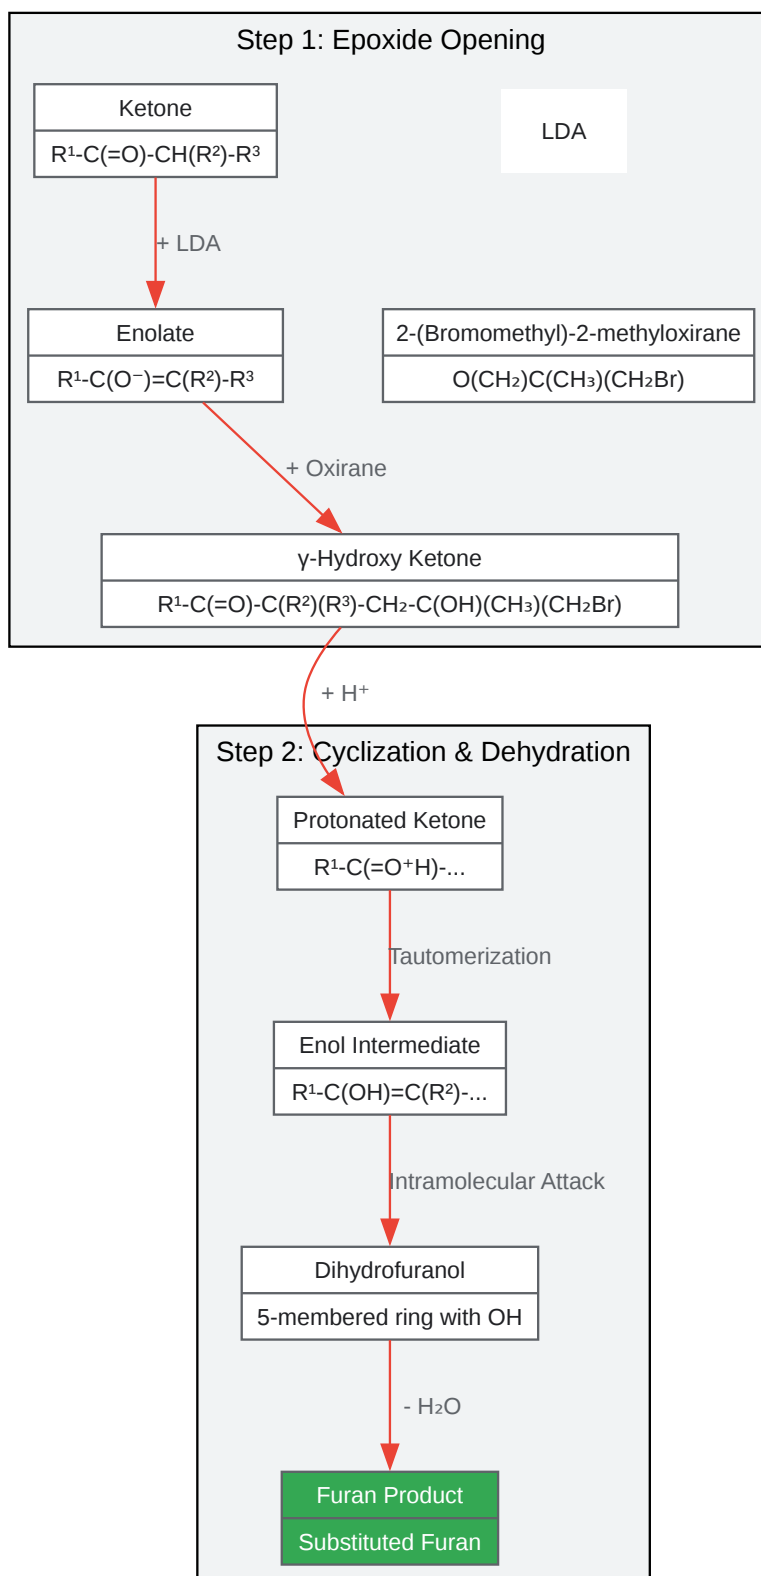 Step 1: Epoxide Opening
Ketone
R¹-C(=O)-CH(R²)-R³
LDA
+ LDA
Enolate
R¹-C(O⁻)=C(R²)-R³
2-(Bromomethyl)-2-methyloxirane
O(CH₂)C(CH₃)(CH₂Br)
+ Oxirane
γ-Hydroxy Ketone
R¹-C(=O)-C(R²)(R³)-CH₂-C(OH)(CH₃)(CH₂Br)
+ H⁺
Step 2: Cyclization & Dehydration
Protonated Ketone
R¹-C(=O⁺H)-...
Tautomerization
Enol Intermediate
R¹-C(OH)=C(R²)-...
Intramolecular Attack
Dihydrofuranol
5-membered ring with OH
- H₂O
Furan Product
Substituted Furan